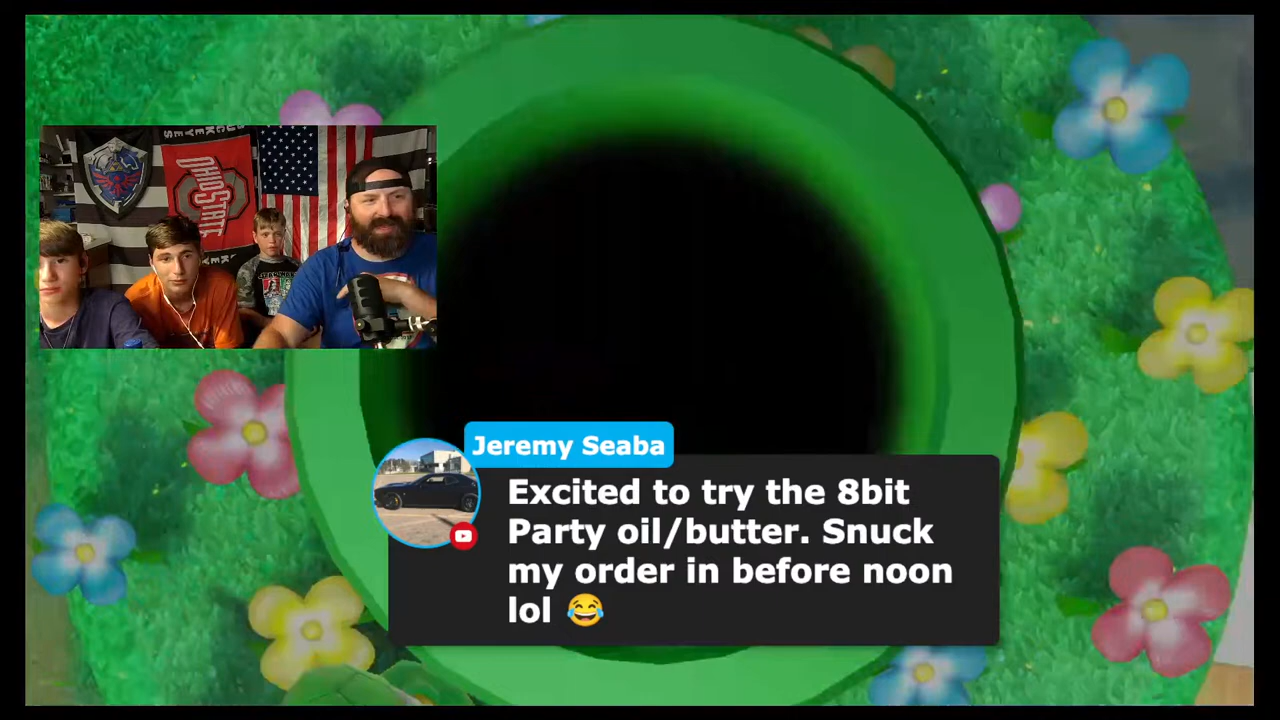 OHIO STATE
Jeremy Seaba
Excited to try the 8bit
Party oil/butter. Snuck
my order in before noon
lol 😂